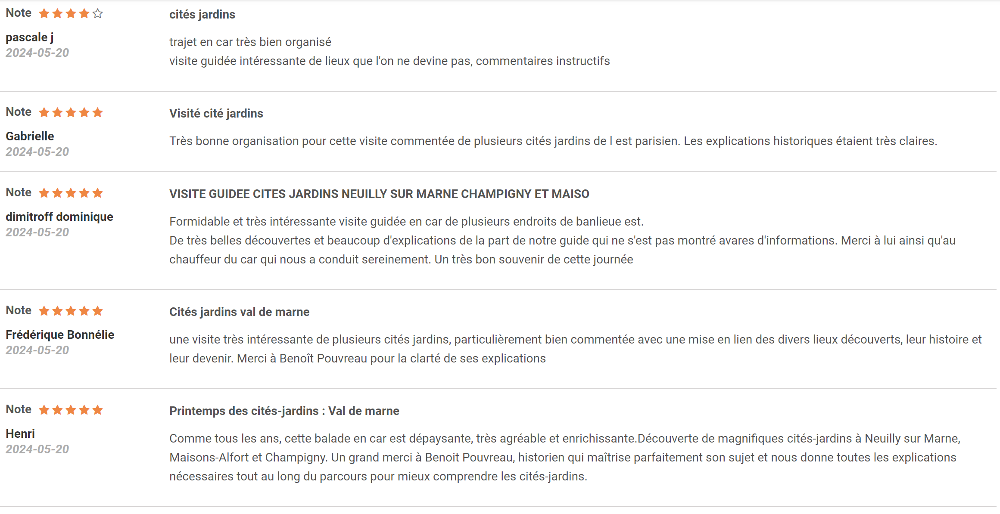 Note
cités jardins
pascale j
2024-05-20
trajet en car très bien organisé
visite guidée intéressante de lieux que l'on ne devine pas, commentaires instructifs
Note
Visité cité jardins
Gabrielle
2024-05-20
Très bonne organisation pour cette visite commentée de plusieurs cités jardins de l est parisien. Les explications historiques étaient très claires.
Note
VISITE GUIDEE CITES JARDINS NEUILLY SUR MARNE CHAMPIGNY ET MAISO
dimitroff dominique
2024-05-20
Formidable et très intéressante visite guidée en car de plusieurs endroits de banlieue est.
De très belles découvertes et beaucoup d'explications de la part de notre guide qui ne s'est pas montré avares d'informations. Merci à lui ainsi qu'au
chauffeur du car qui nous a conduit sereinement. Un très bon souvenir de cette journée
Note
Cités jardins val de marne
Frédérique Bonnélie
2024-05-20
une visite très intéressante de plusieurs cités jardins, particulièrement bien commentée avec une mise en lien des divers lieux découverts, leur histoire et
leur devenir. Merci à Benoît Pouvreau pour la clarté de ses explications
Note
Printemps des cités-jardins : Val de marne
Henri
2024-05-20
Comme tous les ans, cette balade en car est dépaysante, très agréable et enrichissante.Découverte de magnifiques cités-jardins à Neuilly sur Marne,
Maisons-Alfort et Champigny. Un grand merci à Benoit Pouvreau, historien qui maîtrise parfaitement son sujet et nous donne toutes les explications
nécessaires tout au long du parcours pour mieux comprendre les cités-jardins.